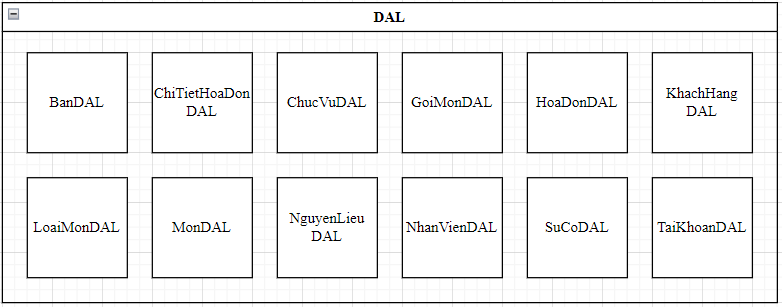 DAL
BanDAL
ChiTietHoaDon
DAL
ChucVuDAL
GoiMonDAL
HoaDonDAL
KhachHang
DAL
LoaiMonDAL
MonDAL
NguyenLieu
DAL
NhanVienDAL
SuCoDAL
TaiKhoanDAL